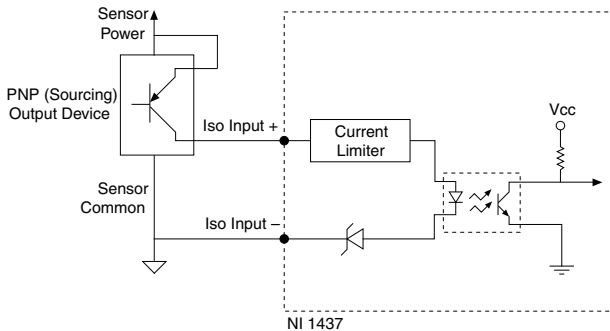 Sensor
Power
PNP (Sourcing)
Output Device
Iso Input +
Current
Limiter
Vcc
Sensor
Common
Iso Input –
NI 1437